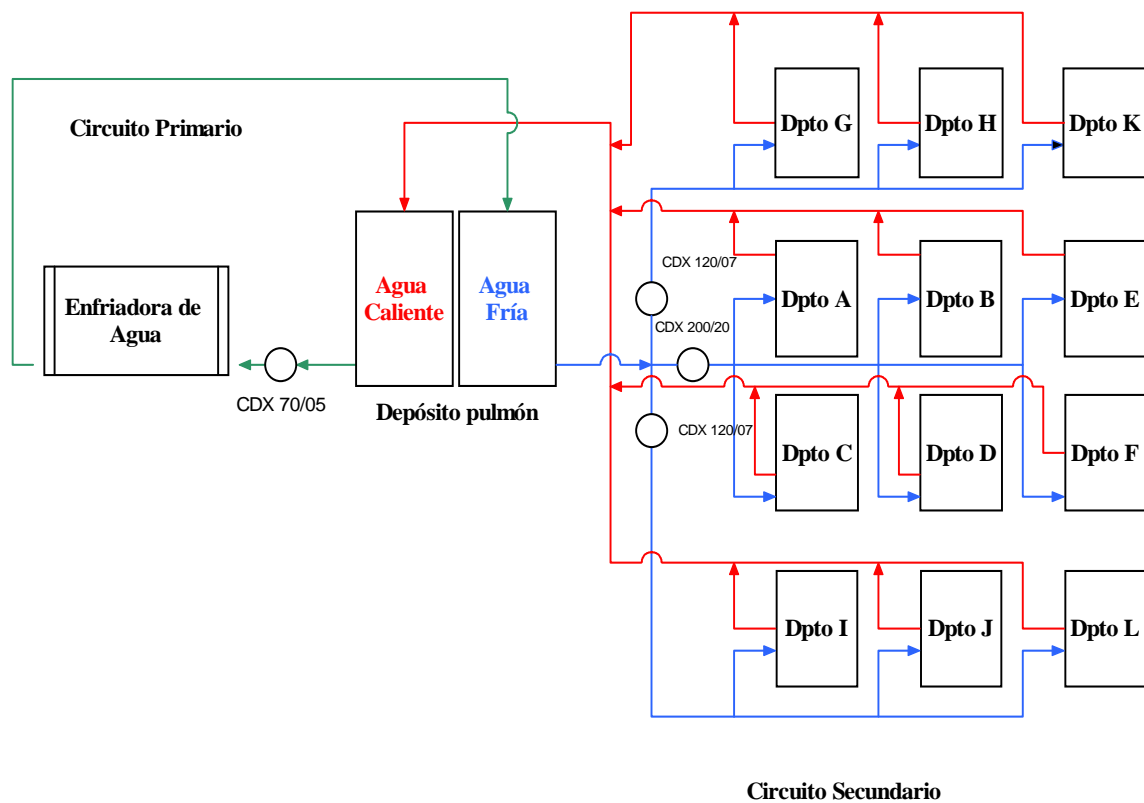 Circuito Primario
Dpto G
Dpto H
Dpto K
CDX 120/07
Agua
Caliente
Agua
Fría
Enfriadora de
Agua
Dpto A
Dpto B
Dpto E
CDX 200/20
CDX 70/05
Depósito pulmón
CDX 120/07
Dpto C
Dpto D
Dpto F
Dpto I
Dpto J
Dpto L
Circuito Secundario